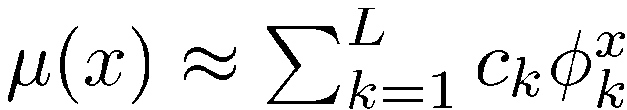 μ(x) ≈ ∑_{k=1}^{L} c_k ϕ_k^x